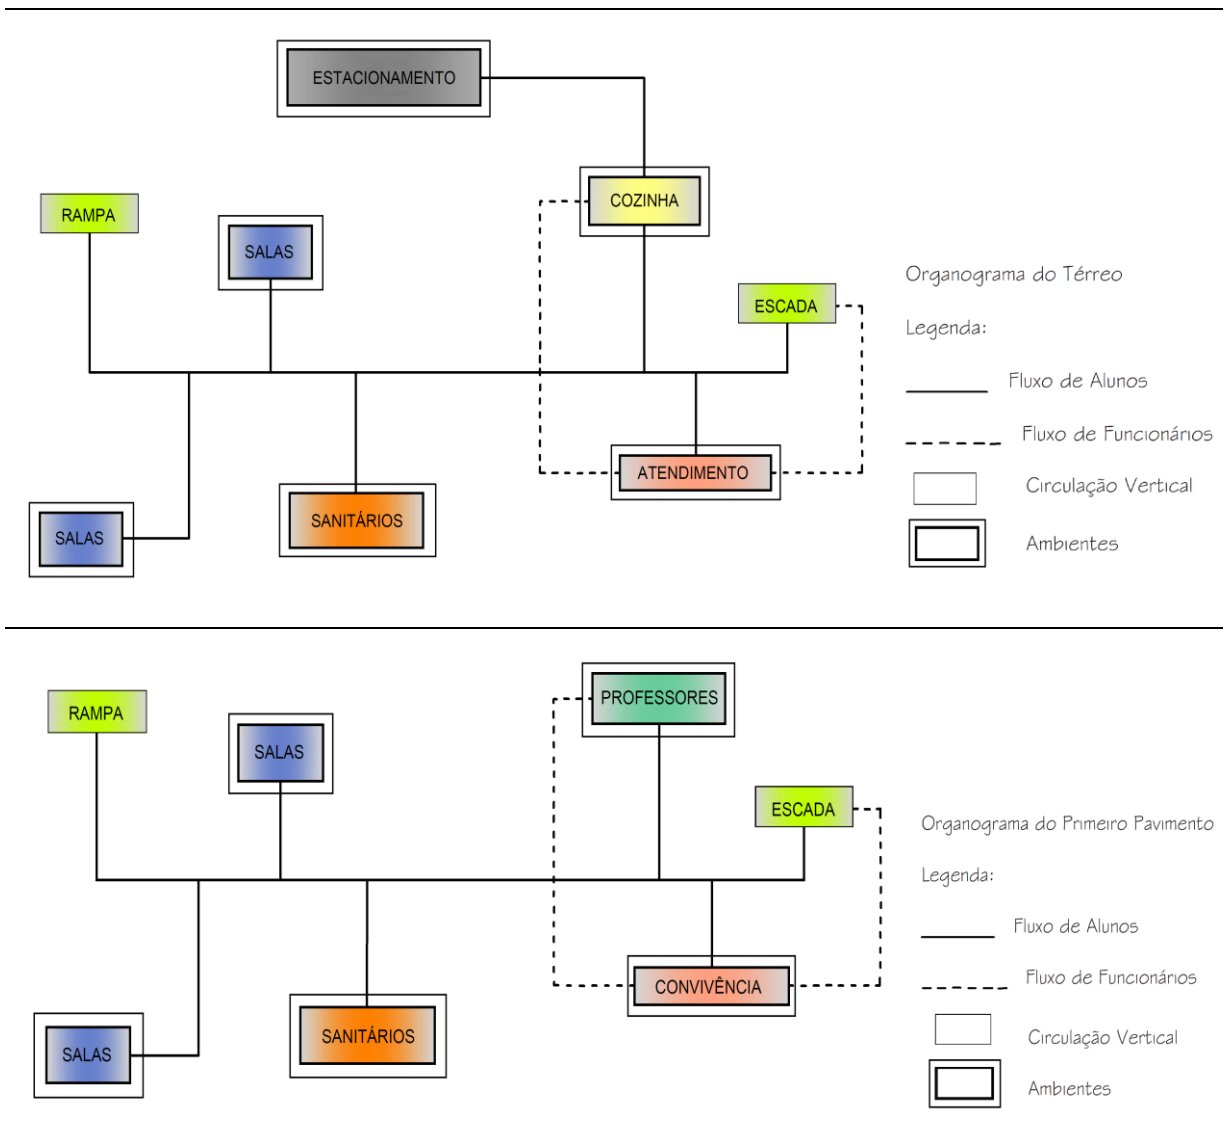 ESTACIONAMENTO
COZINHA
RAMPA
SALAS
ESCADA
ATENDIMENTO
SANITÁRIOS
SALAS
Organograma do Térreo
Legenda:
Fluxo de Alunos
Fluxo de Funcionários
Circulação Vertical
Ambientes
PROFESSORES
RAMPA
SALAS
ESCADA
CONVIVÊNCIA
SANITÁRIOS
SALAS
Organograma do Primeiro Pavimento
Legenda:
Fluxo de Alunos
Fluxo de Funcionários
Circulação Vertical
Ambientes